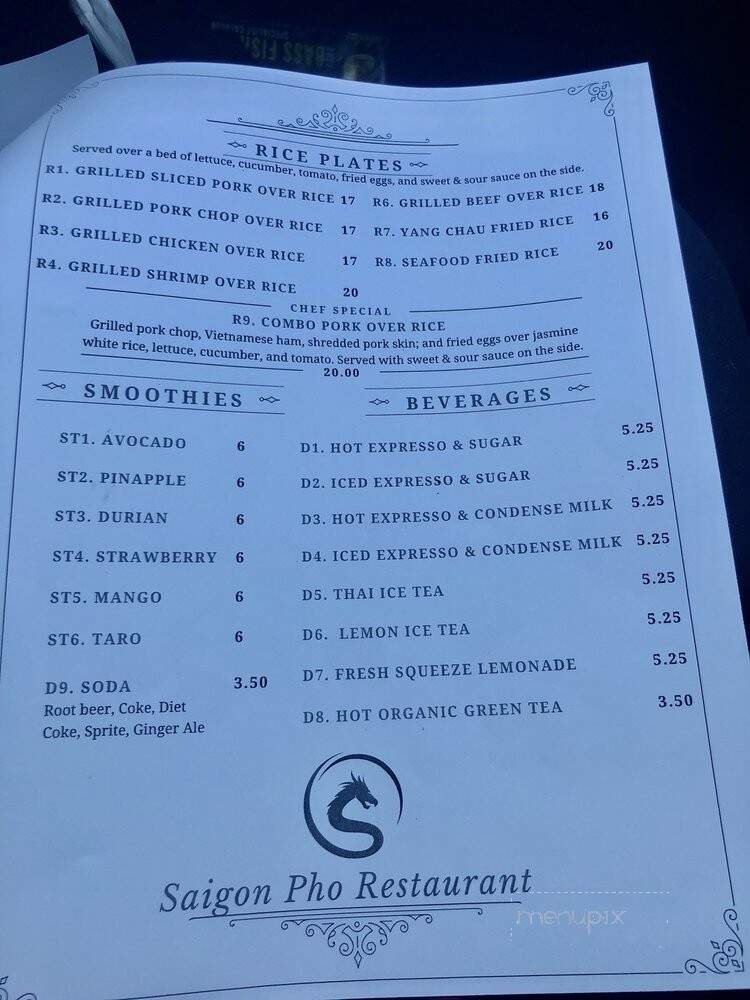 RICE PLATES
Served over a bed of lettuce, cucumber, tomato, fried eggs, and sweet & sour sauce on the side.
R1. GRILLED SLICED PORK OVER RICE 17
R2. GRILLED PORK CHOP OVER RICE 17
R3. GRILLED CHICKEN OVER RICE 17
R4. GRILLED SHRIMP OVER RICE 20
R6. GRILLED BEEF OVER RICE 18
R7. YANG CHAU FRIED RICE 16
R8. SEAFOOD FRIED RICE 20
CHEF SPECIAL
R9. COMBO PORK OVER RICE
Grilled pork chop, Vietnamese ham, shredded pork skin; and fried eggs over jasmine
white rice, lettuce, cucumber, and tomato. Served with sweet & sour sauce on the side.
20.00
SMOOTHIES
ST1. AVOCADO 6
ST2. PINAPPLE 6
ST3. DURIAN 6
ST4. STRAWBERRY 6
ST5. MANGO 6
ST6. TARO 6
D9. SODA 3.50
Root beer, Coke, Diet
Coke, Sprite, Ginger Ale
BEVERAGES
D1. HOT EXPRESSO & SUGAR 5.25
D2. ICED EXPRESSO & SUGAR 5.25
D3. HOT EXPRESSO & CONDENSE MILK 5.25
D4. ICED EXPRESSO & CONDENSE MILK 5.25
D5. THAI ICE TEA 5.25
D6. LEMON ICE TEA 5.25
D7. FRESH SQUEEZE LEMONADE 5.25
D8. HOT ORGANIC GREEN TEA 3.50
Saigon Pho Restaurant
menupix